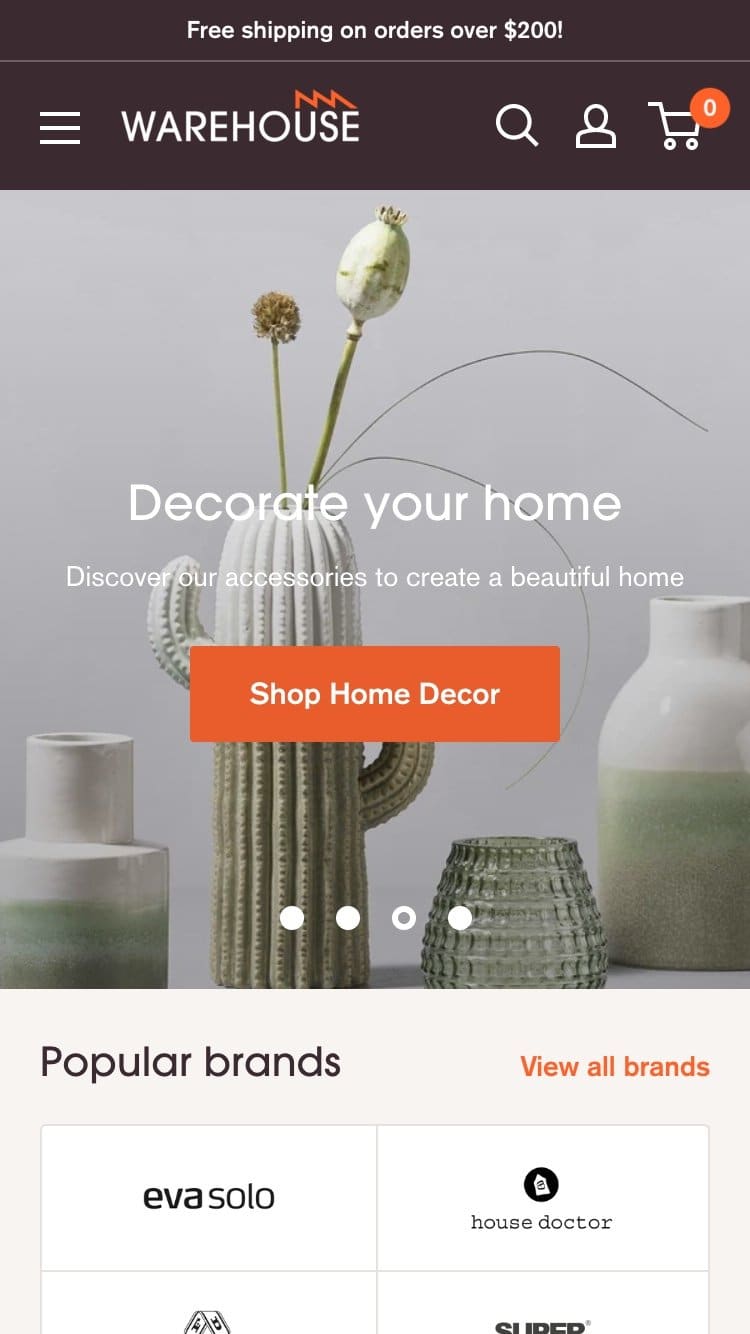 Free shipping on orders over $200!
WAREHOUSE
0
Decorate your home
Discover our accessories to create a beautiful home
Shop Home Decor
Popular brands
View all brands
eva solo
house doctor
SUPER